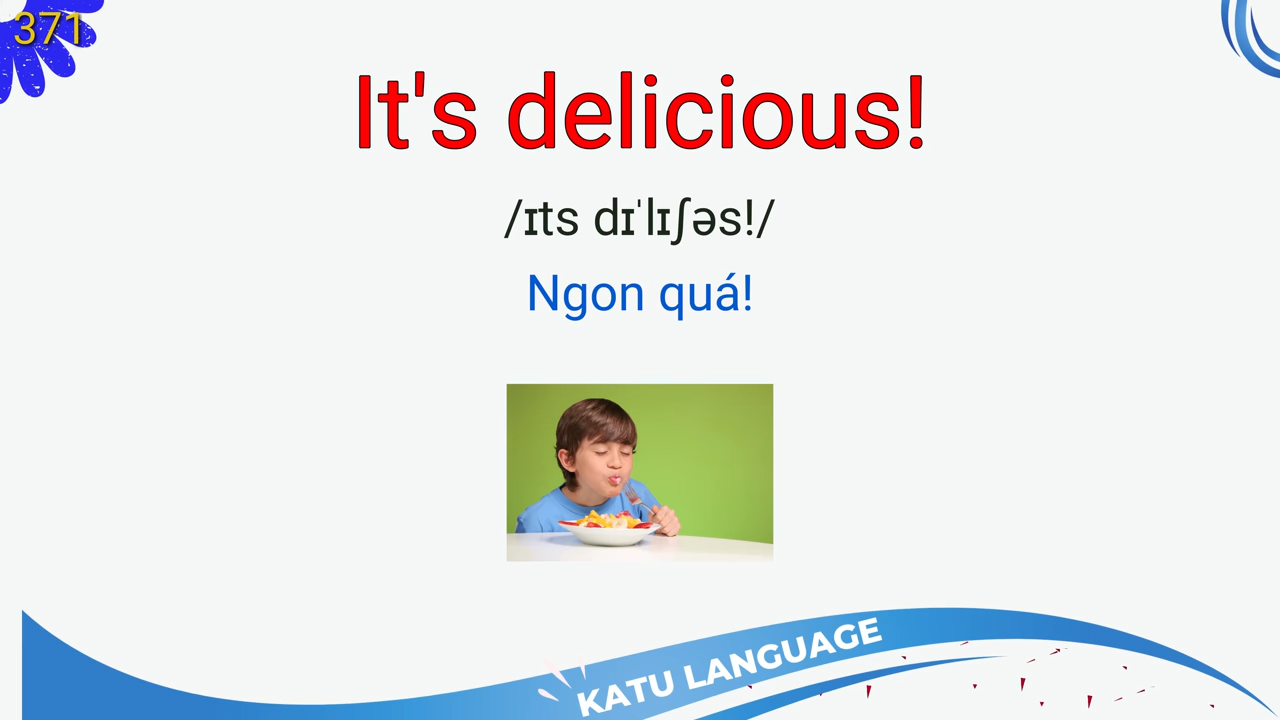 371
It's delicious!
/ɪts dɪˈlɪʃəs!/
Ngon quá!
KATU LANGUAGE